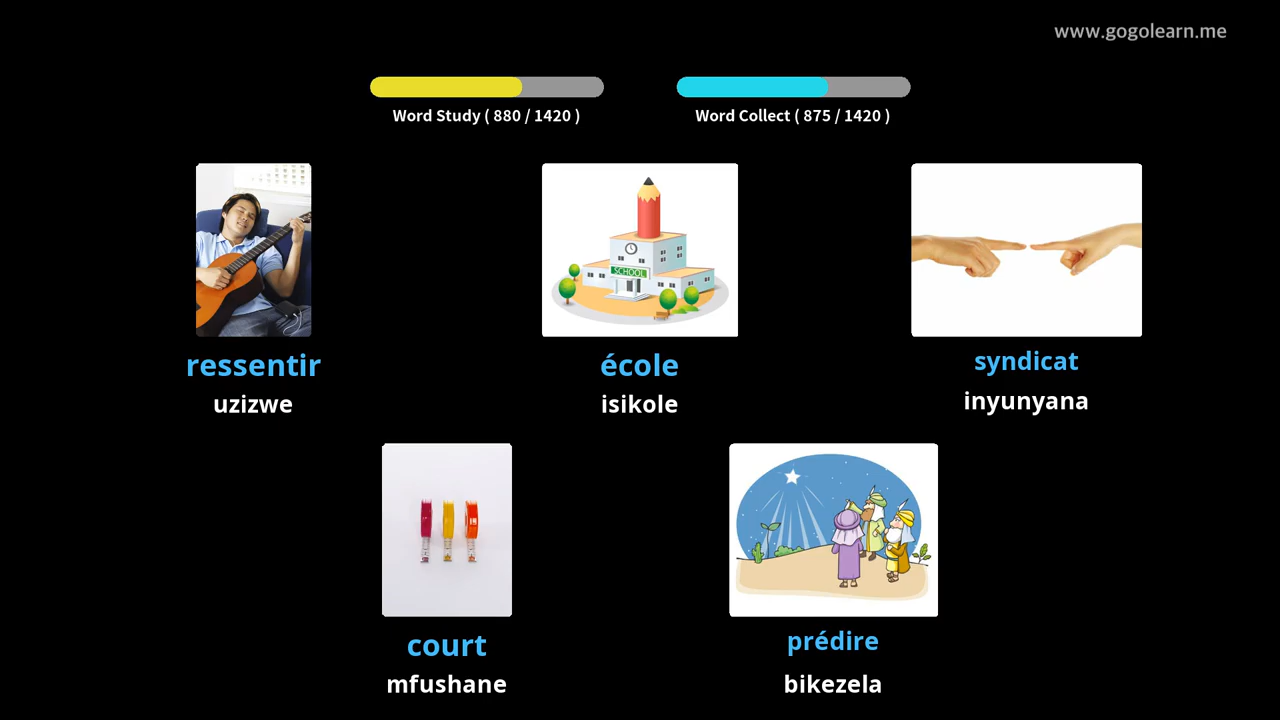 www.gogolearn.me
Word Study ( 880 / 1420 )
Word Collect ( 875 / 1420 )
SCHOOL
ressentir
uzizwe
école
isikole
syndicat
inyunyana
court
mfushane
prédire
bikezela